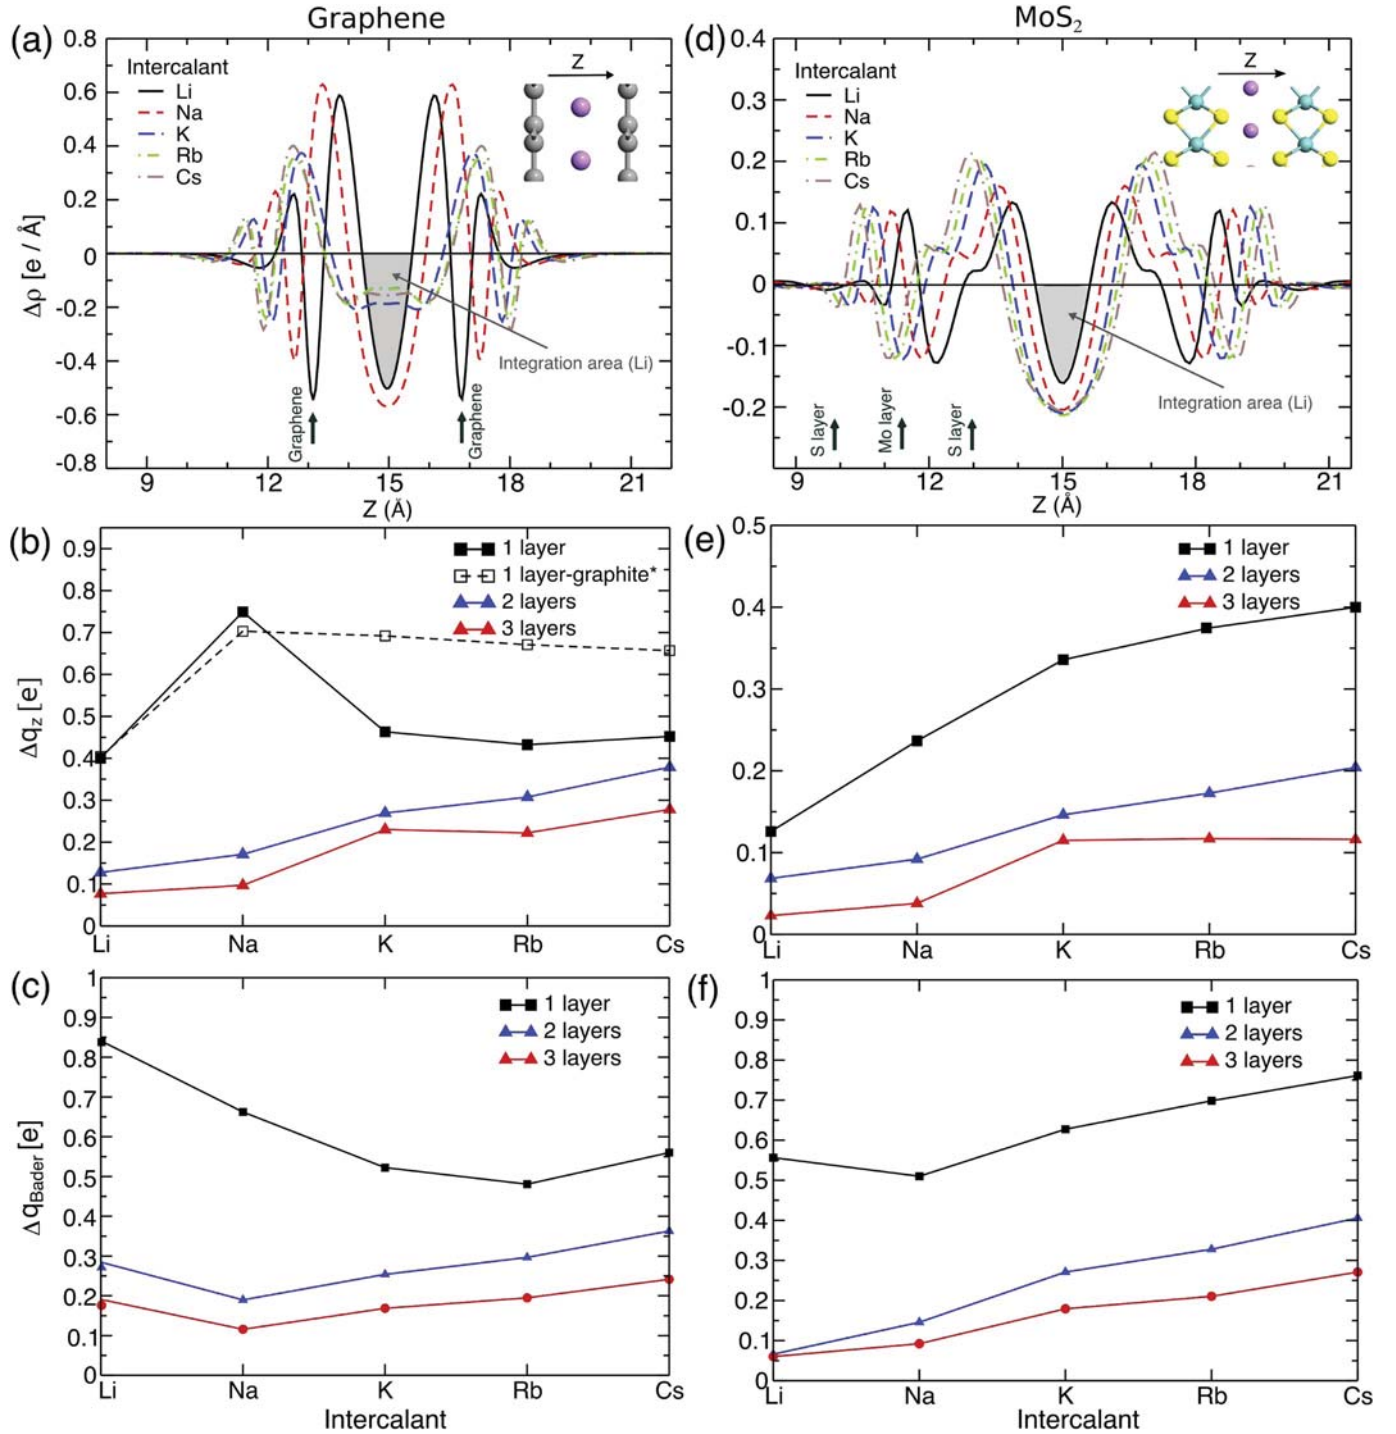 Graphene
(a)
0.8
0.6
0.4
0.2
0
-0.2
-0.4
-0.6
-0.8
Δρ [e / Å]
Intercalant
Li
Na
K
Rb
Cs
Z
Integration area (Li)
Graphene
Graphene
9 12 15 18 21
Z (Å)
MoS₂
(d)
0.4
0.3
0.2
0.1
0
-0.1
-0.2
Intercalant
Li
Na
K
Rb
Cs
Z
Integration area (Li)
S layer
Mo layer
S layer
9 12 15 18 21
Z (Å)
(b)
0.9
0.8
0.7
0.6
0.5
0.4
0.3
0.2
0.1
0
Δq_z [e]
1 layer
1 layer-graphite*
2 layers
3 layers
Li Na K Rb Cs
(e)
0.5
0.4
0.3
0.2
0.1
0
1 layer
2 layers
3 layers
Li Na K Rb Cs
(c)
1
0.9
0.8
0.7
0.6
0.5
0.4
0.3
0.2
0.1
0
Δq_Bader [e]
1 layer
2 layers
3 layers
Li Na K Rb Cs
Intercalant
(f)
1
0.9
0.8
0.7
0.6
0.5
0.4
0.3
0.2
0.1
0
1 layer
2 layers
3 layers
Li Na K Rb Cs
Intercalant